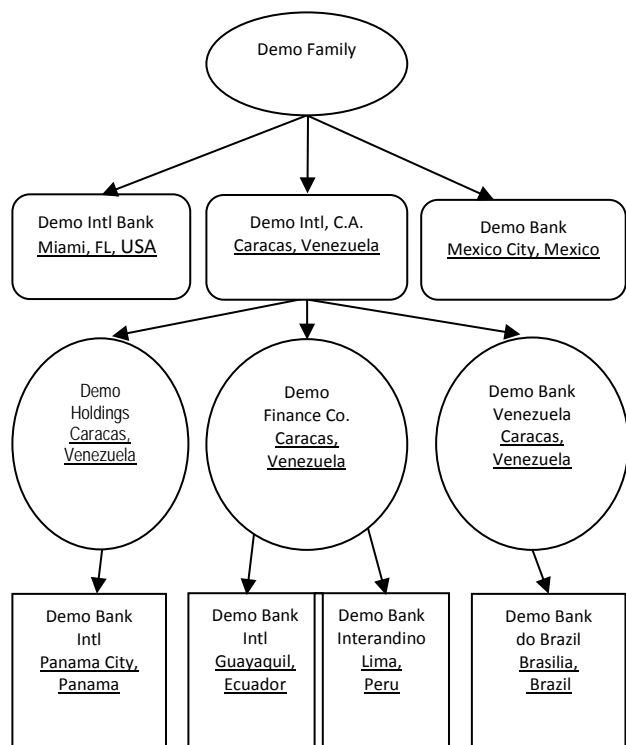 Demo Family
Demo Intl Bank
Miami, FL, USA
Demo Intl, C.A.
Caracas, Venezuela
Demo Bank
Mexico City, Mexico
Demo
Holdings
Caracas,
Venezuela
Demo
Finance Co.
Caracas,
Venezuela
Demo Bank
Venezuela
Caracas,
Venezuela
Demo Bank
Intl
Panama City,
Panama
Demo Bank
Intl
Guayaquil,
Ecuador
Demo Bank
Interandino
Lima,
Peru
Demo Bank
do Brazil
Brasilia,
Brazil